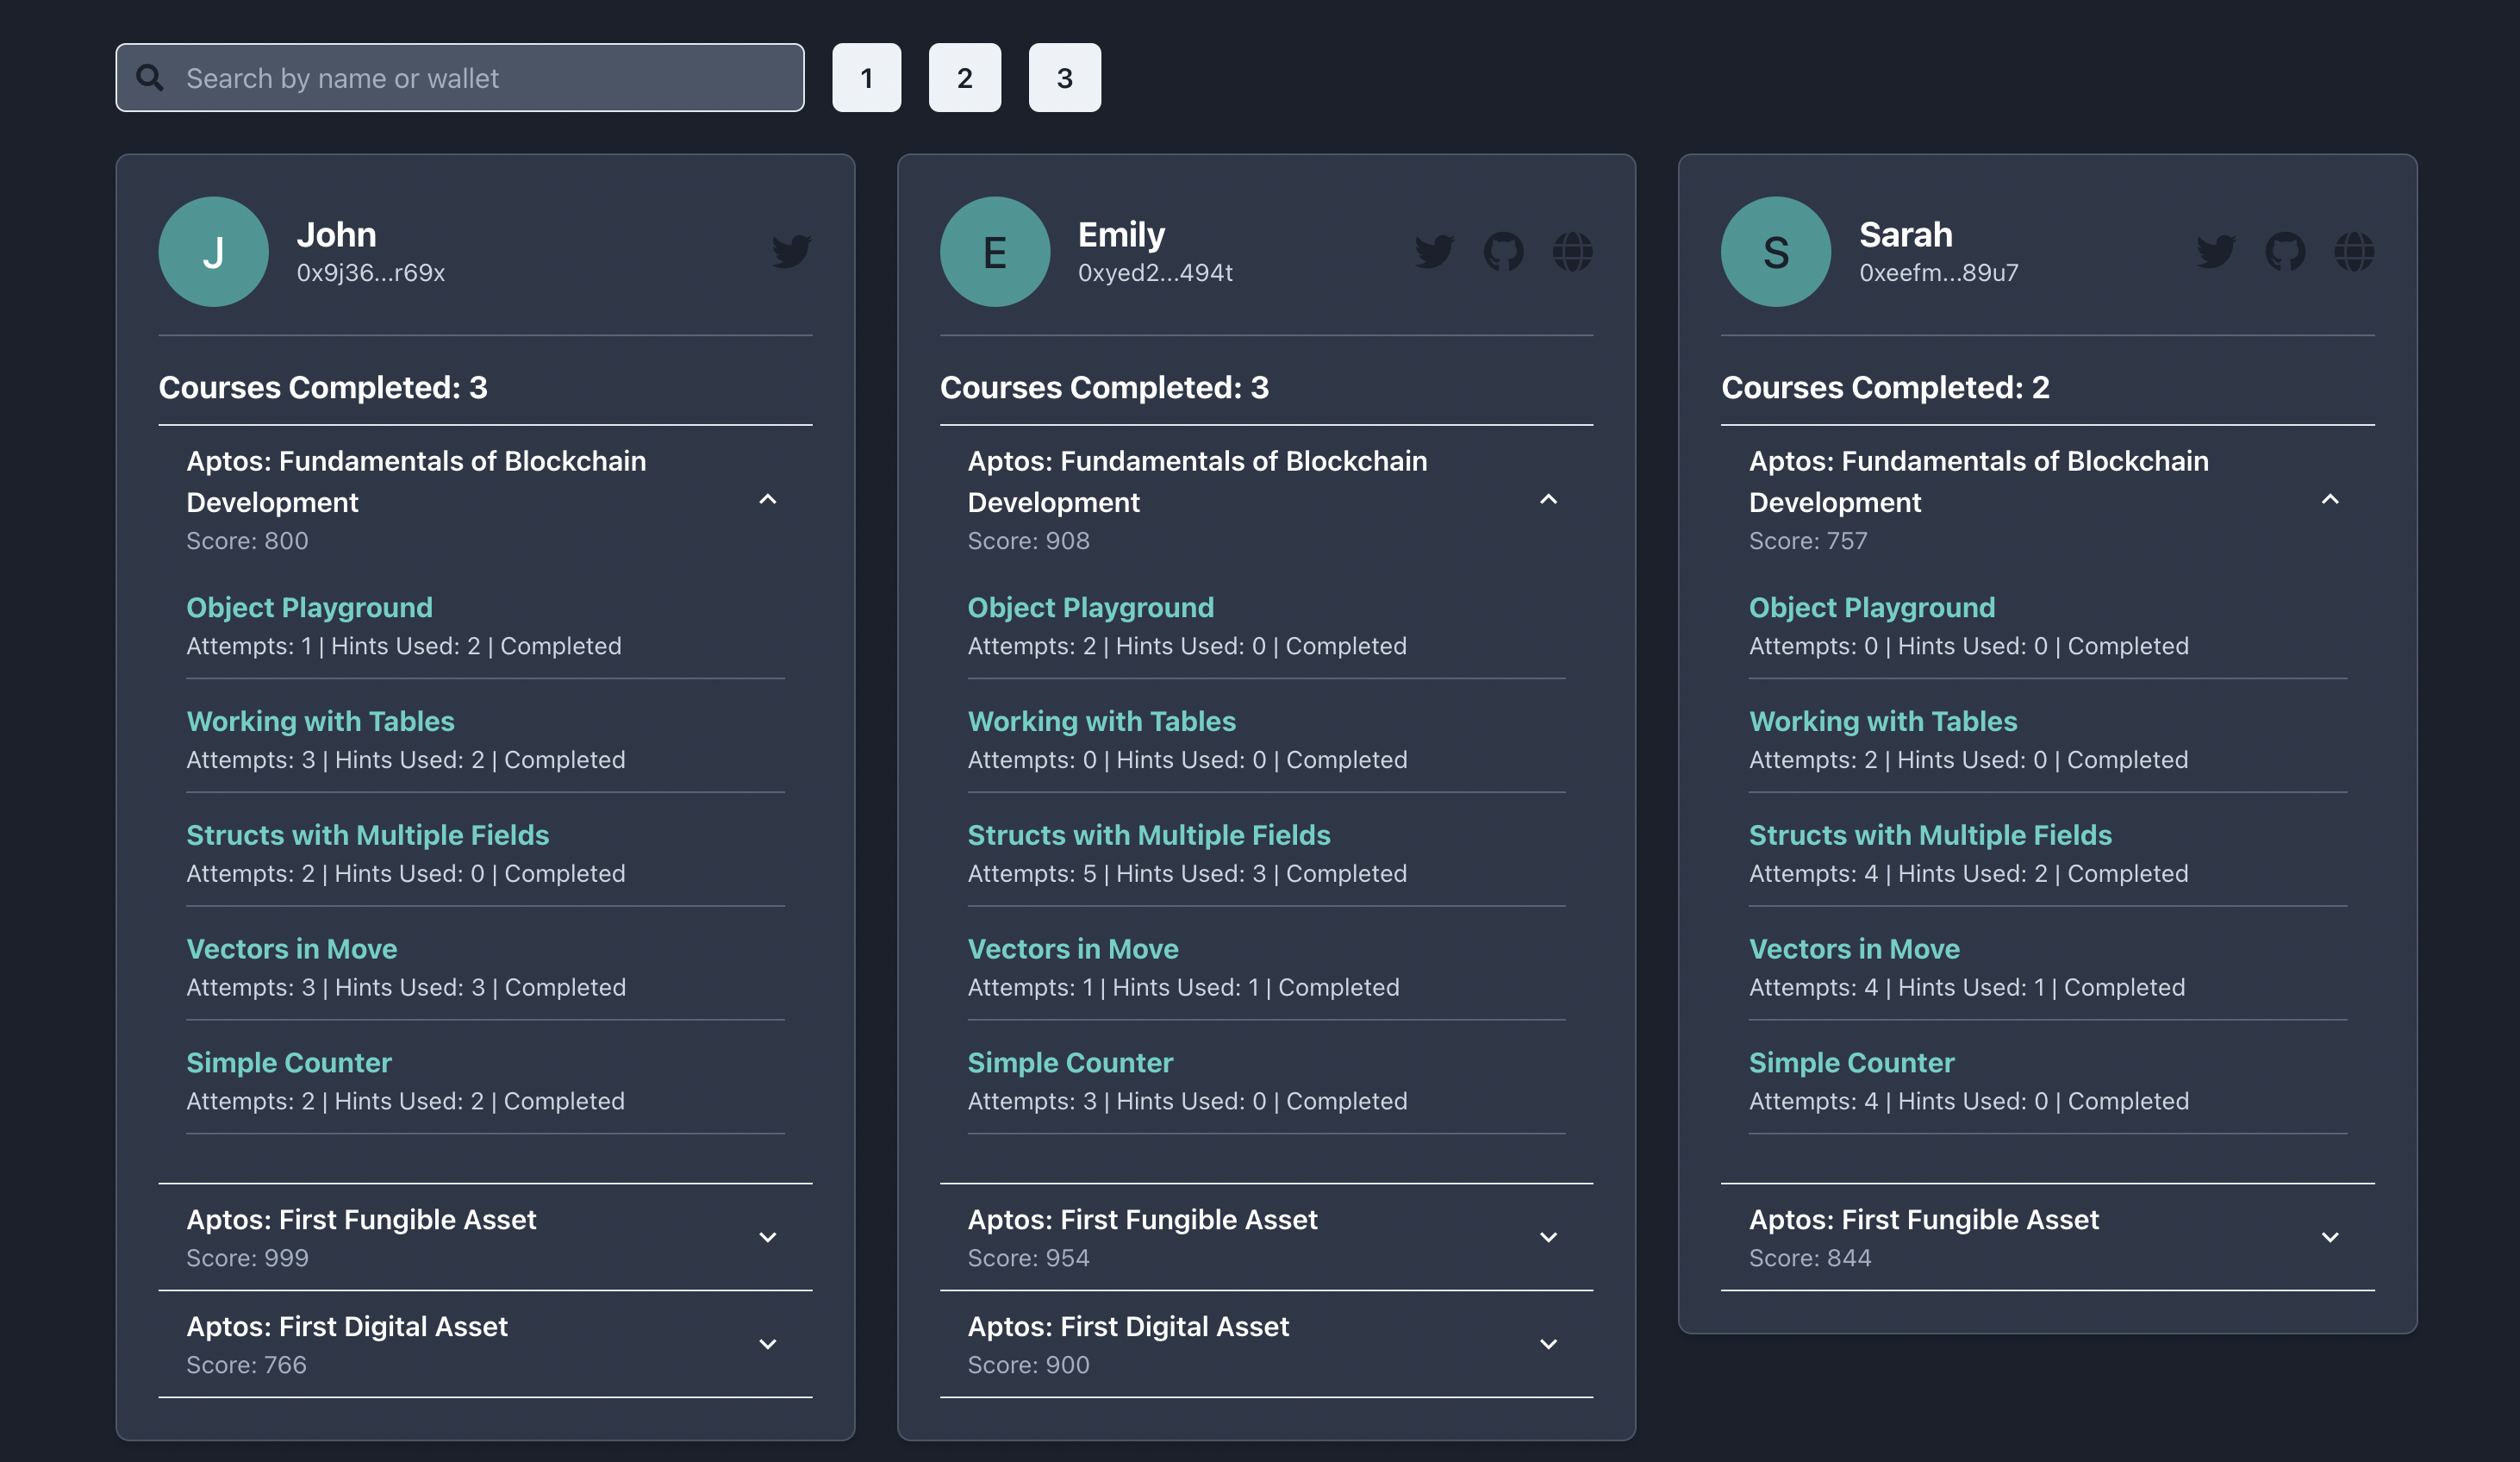 Search by name or wallet
1
2
3
J
John
0x9j36...r69x
Courses Completed: 3
Aptos: Fundamentals of Blockchain
Development
Score: 800
Object Playground
Attempts: 1 | Hints Used: 2 | Completed
Working with Tables
Attempts: 3 | Hints Used: 2 | Completed
Structs with Multiple Fields
Attempts: 2 | Hints Used: 0 | Completed
Vectors in Move
Attempts: 3 | Hints Used: 3 | Completed
Simple Counter
Attempts: 2 | Hints Used: 2 | Completed
Aptos: First Fungible Asset
Score: 999
Aptos: First Digital Asset
Score: 766
E
Emily
0xyed2...494t
Courses Completed: 3
Aptos: Fundamentals of Blockchain
Development
Score: 908
Object Playground
Attempts: 2 | Hints Used: 0 | Completed
Working with Tables
Attempts: 0 | Hints Used: 0 | Completed
Structs with Multiple Fields
Attempts: 5 | Hints Used: 3 | Completed
Vectors in Move
Attempts: 1 | Hints Used: 1 | Completed
Simple Counter
Attempts: 3 | Hints Used: 0 | Completed
Aptos: First Fungible Asset
Score: 954
Aptos: First Digital Asset
Score: 900
S
Sarah
0xeefm...89u7
Courses Completed: 2
Aptos: Fundamentals of Blockchain
Development
Score: 757
Object Playground
Attempts: 0 | Hints Used: 0 | Completed
Working with Tables
Attempts: 2 | Hints Used: 0 | Completed
Structs with Multiple Fields
Attempts: 4 | Hints Used: 2 | Completed
Vectors in Move
Attempts: 4 | Hints Used: 1 | Completed
Simple Counter
Attempts: 4 | Hints Used: 0 | Completed
Aptos: First Fungible Asset
Score: 844